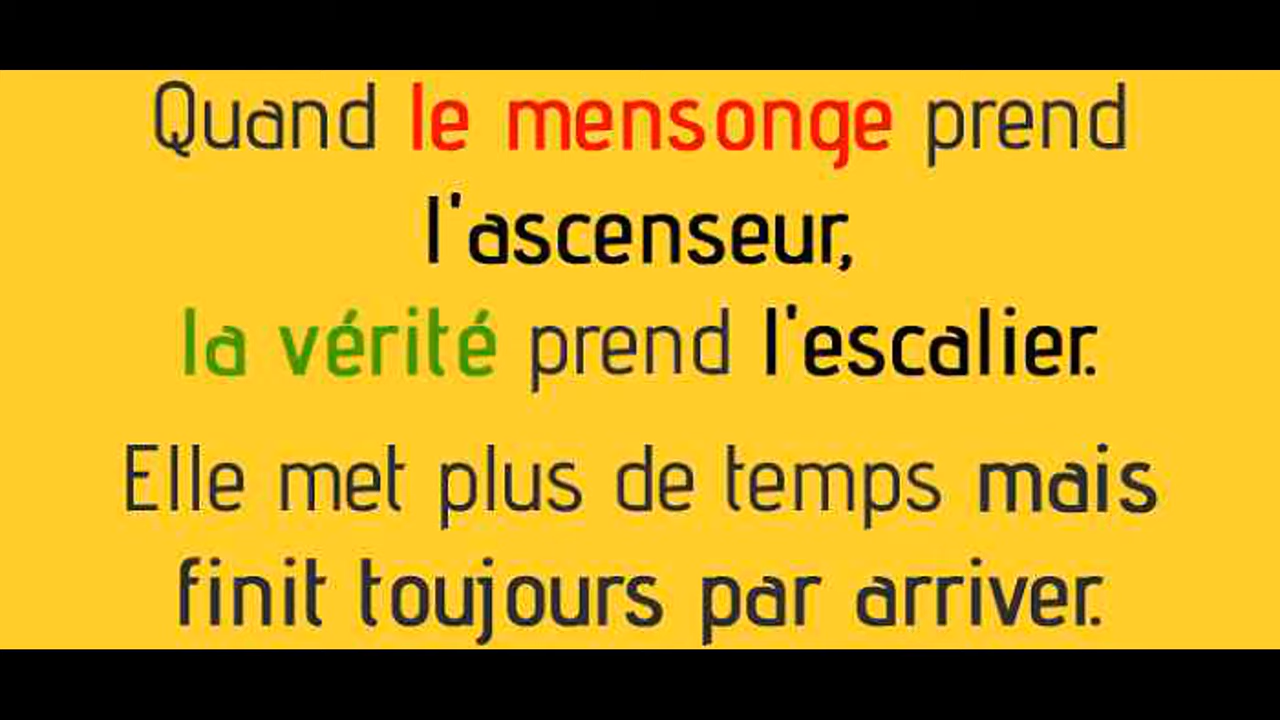 Quand le mensonge prend
l'ascenseur,
la vérité prend l'escalier.
Elle met plus de temps mais
finit toujours par arriver.